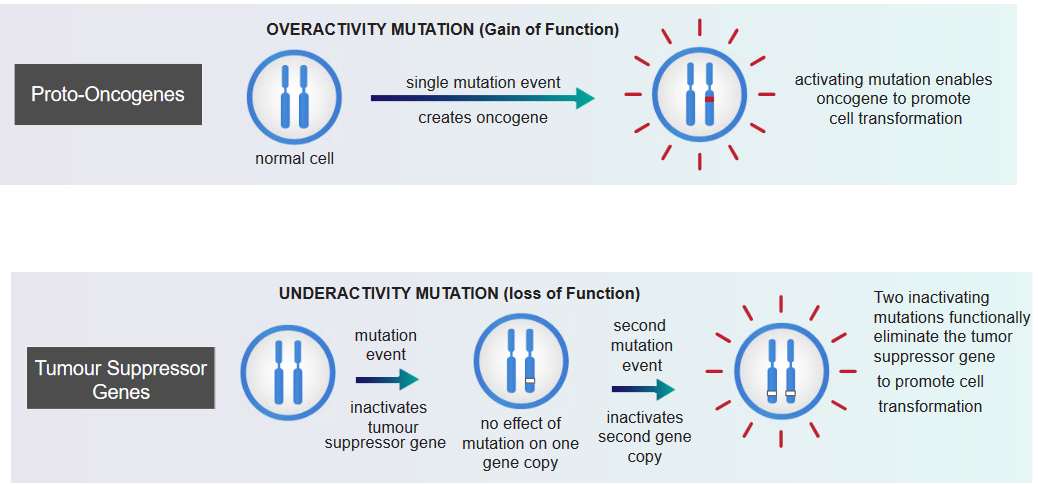 OVERACTIVITY MUTATION (Gain of Function)
Proto-Oncogenes
normal cell
single mutation event
creates oncogene
activating mutation enables
oncogene to promote
cell transformation
UNDERACTIVITY MUTATION (loss of Function)
Tumour Suppressor
Genes
mutation
event
inactivates
tumour
suppressor gene
no effect of
mutation on one
gene copy
second
mutation
event
inactivates
second gene
copy
Two inactivating
mutations functionally
eliminate the tumor
suppressor gene
to promote cell
transformation